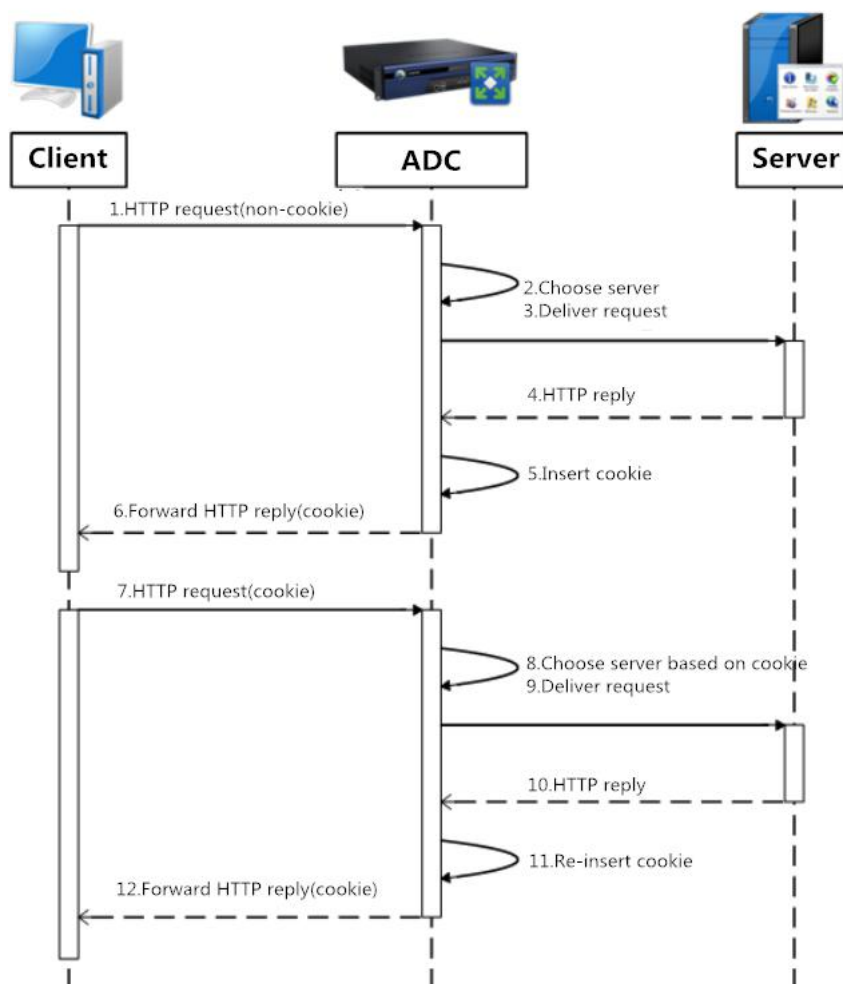 Client
ADC
Server
1.HTTP request(non-cookie)
2.Choose server
3.Deliver request
4.HTTP reply
5.Insert cookie
6.Forward HTTP reply(cookie)
7.HTTP request(cookie)
8.Choose server based on cookie
9.Deliver request
10.HTTP reply
11.Re-insert cookie
12.Forward HTTP reply(cookie)